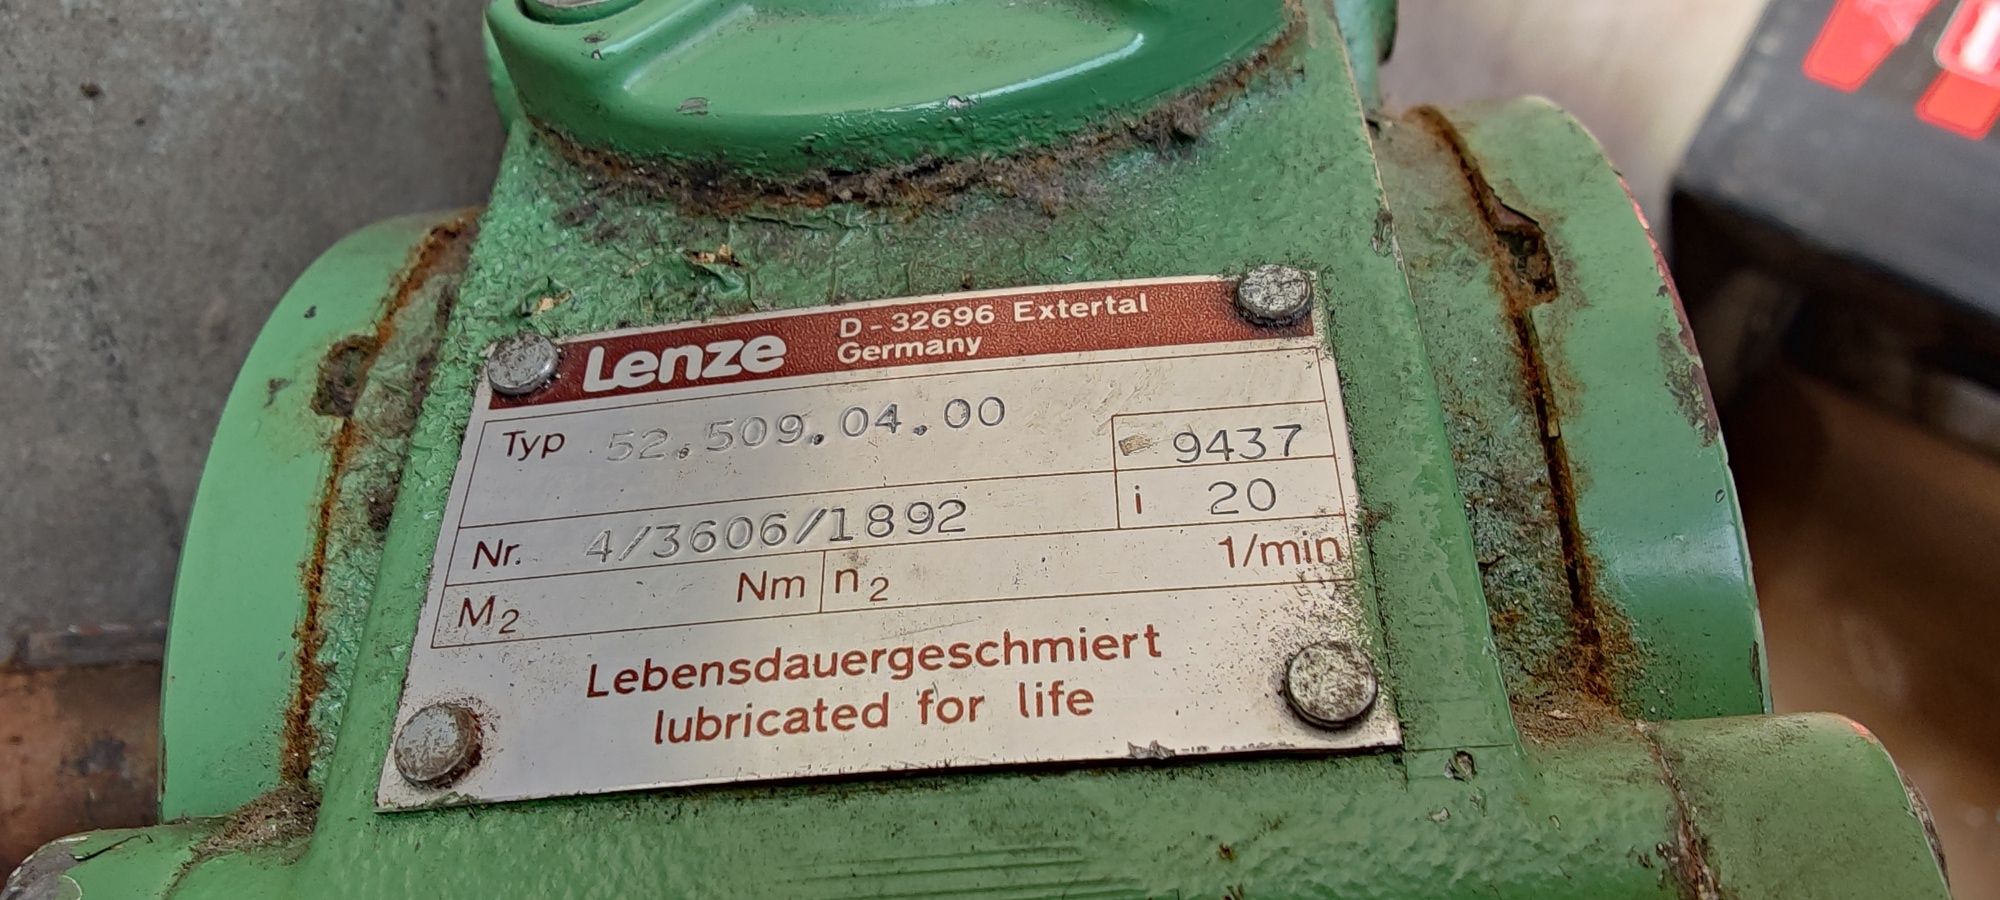 Lenze
D-32696 Extertal
Germany
Typ 52.509.04.00
9437
Nr. 4/3606/1892
i 20
M2 Nm n2 1/min
Lebensdauergeschmiert
lubricated for life